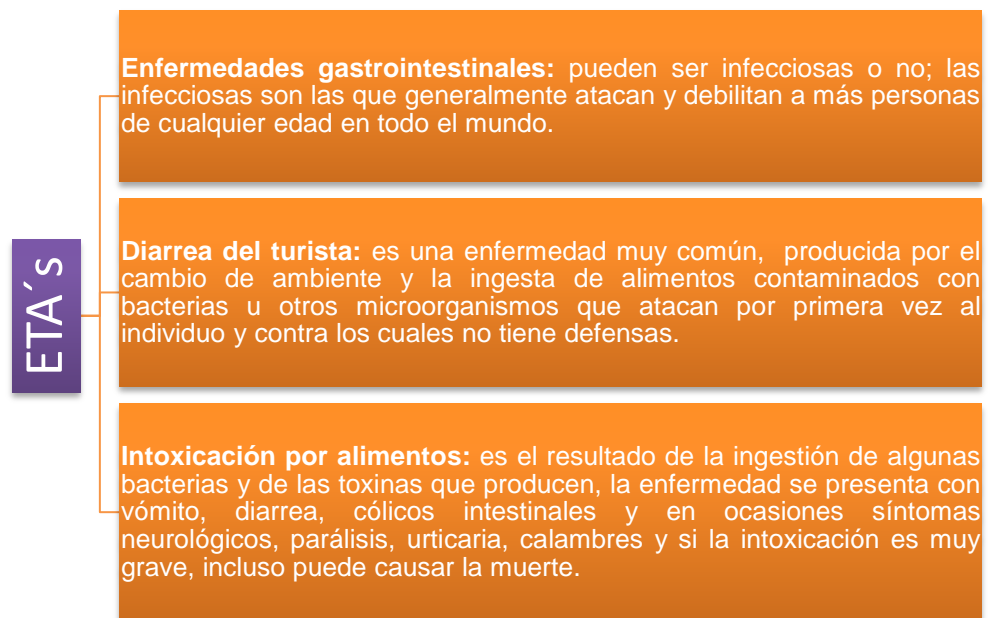 ETA´s
Enfermedades gastrointestinales: pueden ser infecciosas o no; las
infecciosas son las que generalmente atacan y debilitan a más personas
de cualquier edad en todo el mundo.
Diarrea del turista: es una enfermedad muy común, producida por el
cambio de ambiente y la ingesta de alimentos contaminados con
bacterias u otros microorganismos que atacan por primera vez al
individuo y contra los cuales no tiene defensas.
Intoxicación por alimentos: es el resultado de la ingestión de algunas
bacterias y de las toxinas que producen, la enfermedad se presenta con
vómito, diarrea, cólicos intestinales y en ocasiones síntomas
neurológicos, parálisis, urticaria, calambres y si la intoxicación es muy
grave, incluso puede causar la muerte.